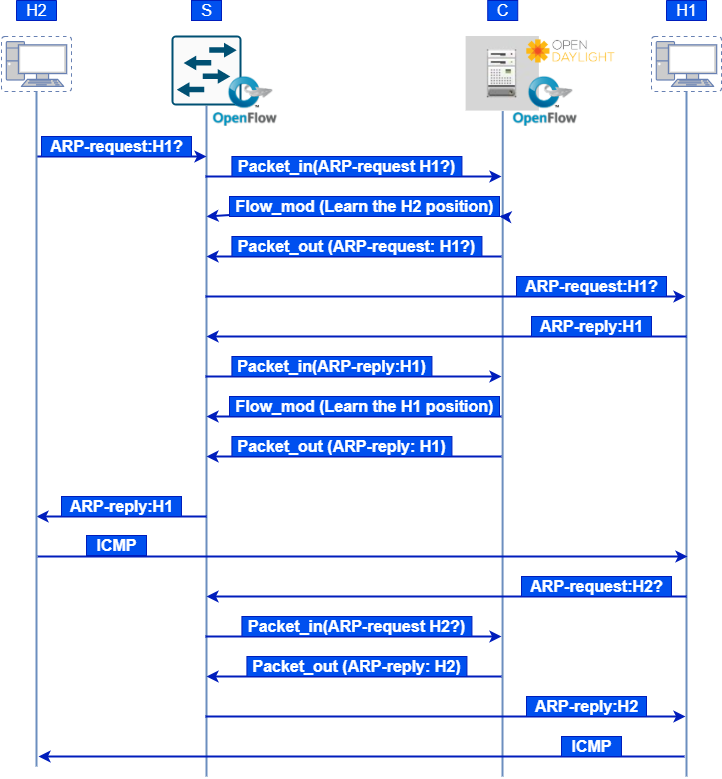 H2
S
C
H1
OPEN
DAYLIGHT
OpenFlow
OpenFlow
ARP-request:H1?
Packet_in(ARP-request H1?)
Flow_mod (Learn the H2 position)
Packet_out (ARP-request: H1?)
ARP-request:H1?
ARP-reply:H1
Packet_in(ARP-reply:H1)
Flow_mod (Learn the H1 position)
Packet_out (ARP-reply: H1)
ARP-reply:H1
ICMP
ARP-request:H2?
Packet_in(ARP-request H2?)
Packet_out (ARP-reply: H2)
ARP-reply:H2
ICMP